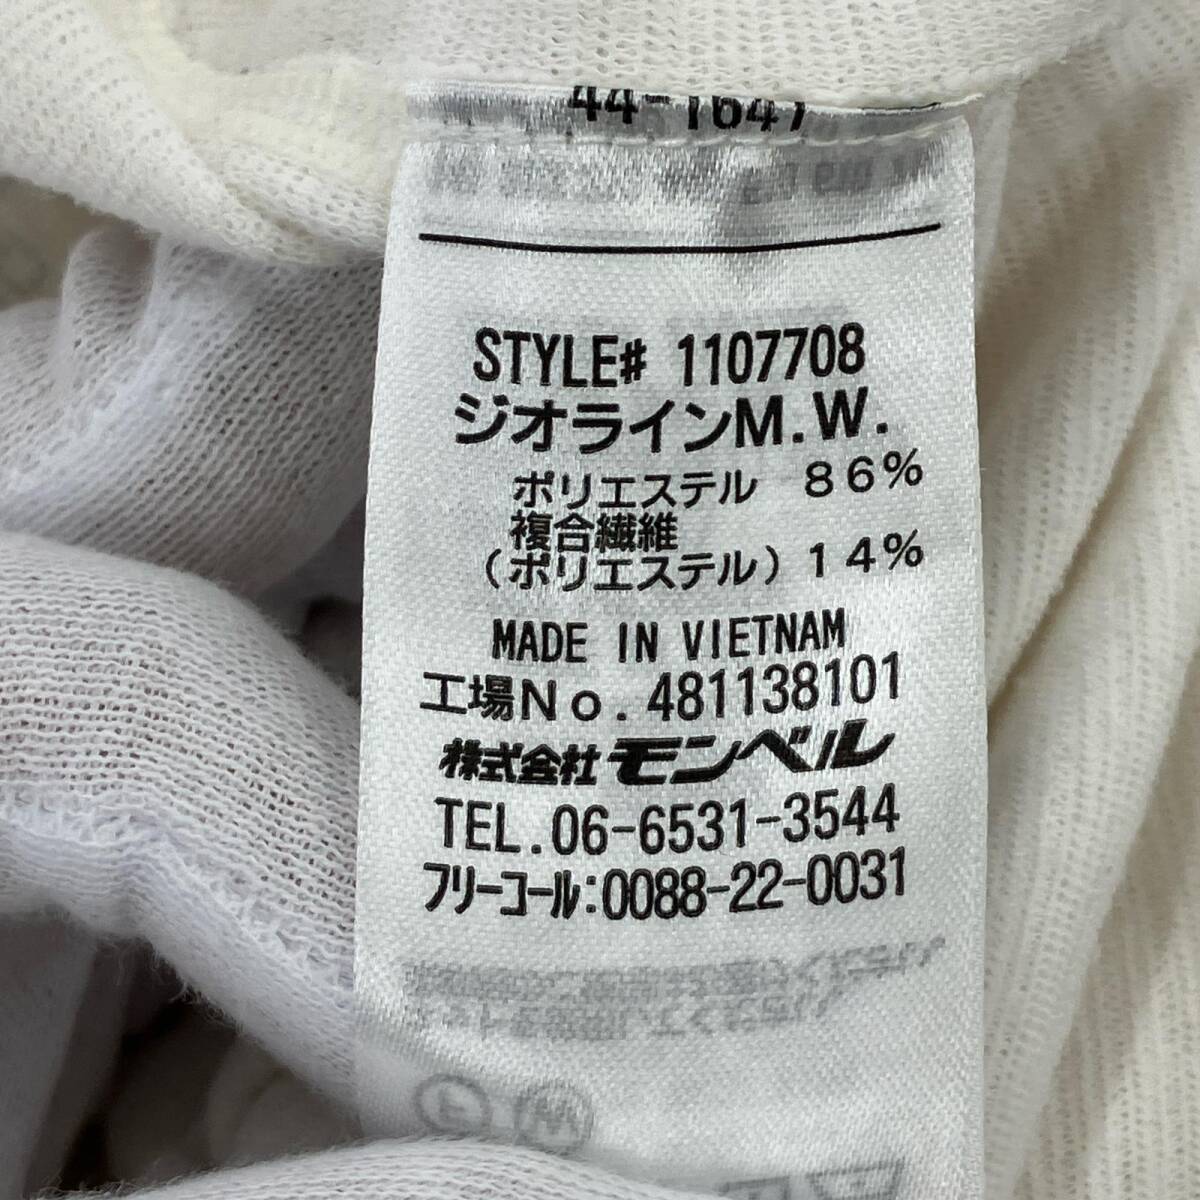 44-1647
STYLE# 1107708
ジオラインM.W.
ポリエステル 86%
複合繊維
(ポリエステル) 14%
MADE IN VIETNAM
工場No. 481138101
株式会社モンベル
TEL. 06-6531-3544
フリーコール:0088-22-0031